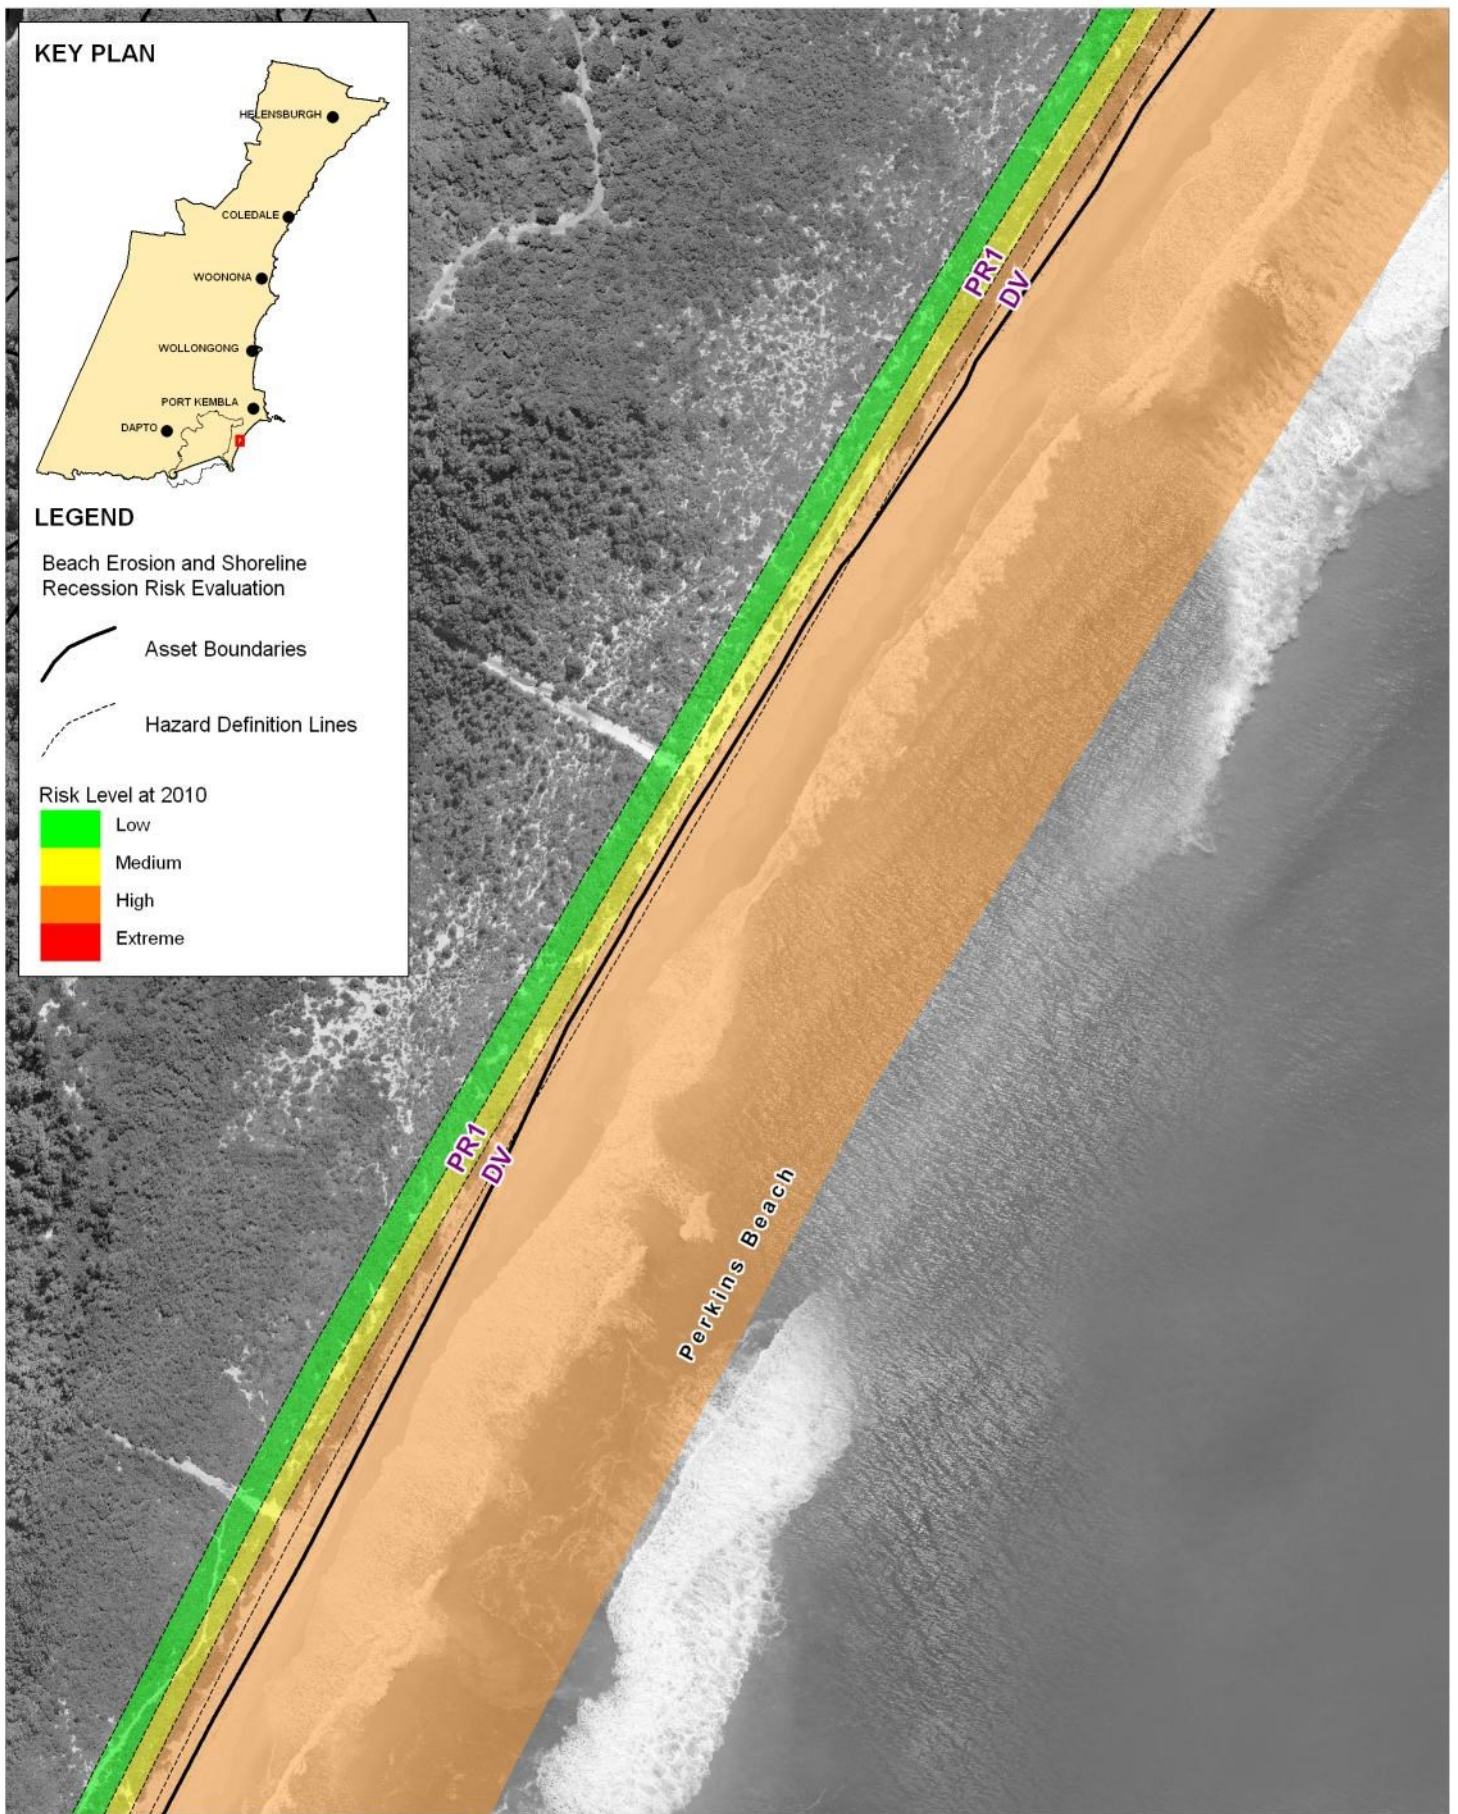 KEY PLAN
HELENSBURGH
COLEDALE
WOONONA
WOLLONGONG
PORT KEMBLA
DAPTO
LEGEND
Beach Erosion and Shoreline
Recession Risk Evaluation
Asset Boundaries
Hazard Definition Lines
Risk Level at 2010
Low
Medium
High
Extreme
PR1
DV
PR1
DV
Perkins Beach